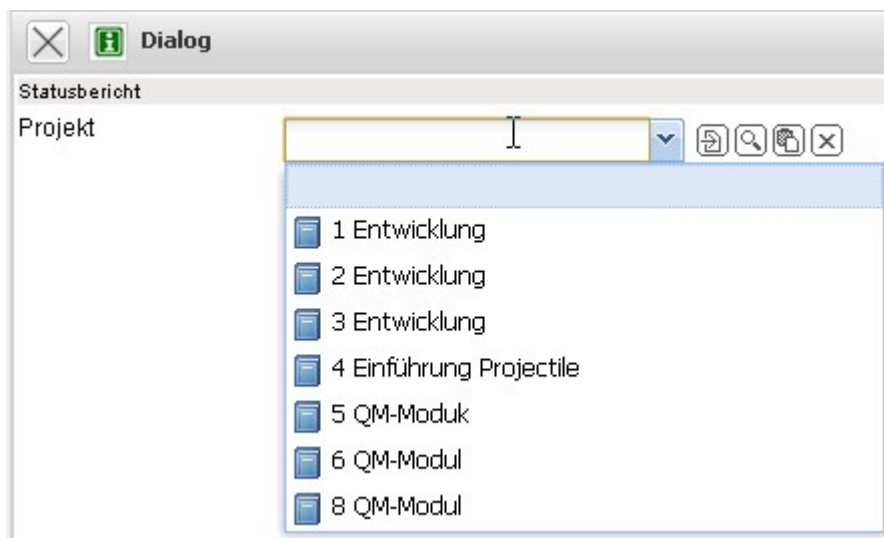 Dialog
Statusbericht
Projekt
1 Entwicklung
2 Entwicklung
3 Entwicklung
4 Einführung Projectile
5 QM-Moduk
6 QM-Modul
8 QM-Modul